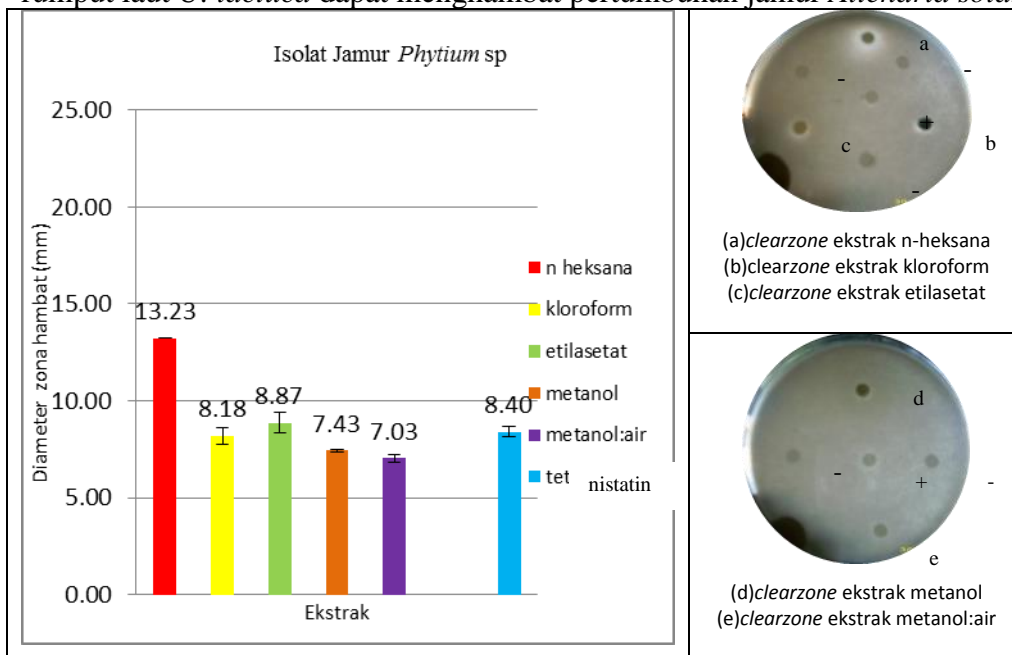 Isolat Jamur Phytium sp
25.00
20.00
15.00
10.00
5.00
0.00
Diameter zona hambat (mm)
13.23
8.18
8.87
7.43
7.03
8.40
n heksana
kloroform
etilasetat
metanol
metanol:air
tet nistatin
Ekstrak
a
-
-
+
c
b
-
(a)clearzone ekstrak n-heksana
(b)clearzone ekstrak kloroform
(c)clearzone ekstrak etilasetat
d
-
+
-
e
(d)clearzone ekstrak metanol
(e)clearzone ekstrak metanol:air